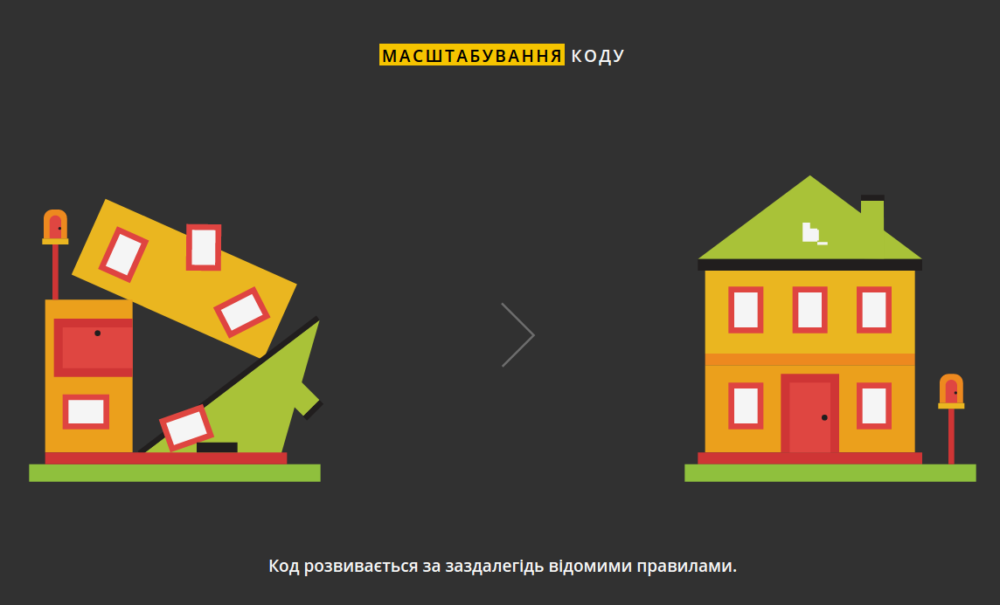 МАСШТАБУВАННЯ КОДУ
Код розвивається за заздалегідь відомими правилами.